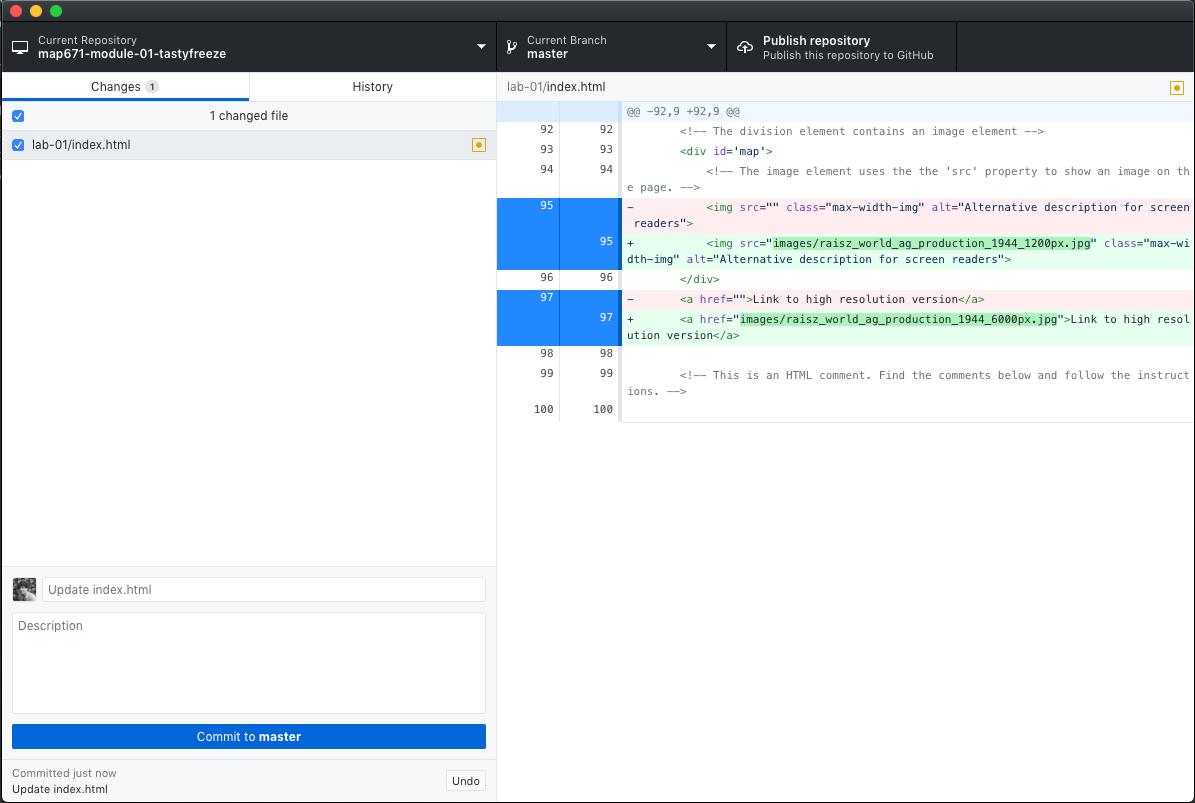 Current Repository
map671-module-01-tastyfreeze
Current Branch
master
Publish repository
Publish this repository to GitHub
Changes 1
History
1 changed file
lab-01/index.html
lab-01/index.html
@@ -92,9 +92,9 @@
92 92 <!-- The division element contains an image element -->
93 93 <div id='map'>
94 94 <!-- The image element uses the the 'src' property to show an image on th
e page. -->
95 - <img src="" class="max-width-img" alt="Alternative description for screen
readers">
95 + <img src="images/raisz_world_ag_production_1944_1200px.jpg" class="max-wi
dth-img" alt="Alternative description for screen readers">
96 96 </div>
97 - <a href="">Link to high resolution version</a>
97 + <a href="images/raisz_world_ag_production_1944_6000px.jpg">Link to high resol
ution version</a>
98 98
99 99 <!-- This is an HTML comment. Find the comments below and follow the instruct
ions. -->
100 100
Update index.html
Description
Commit to master
Committed just now
Update index.html
Undo